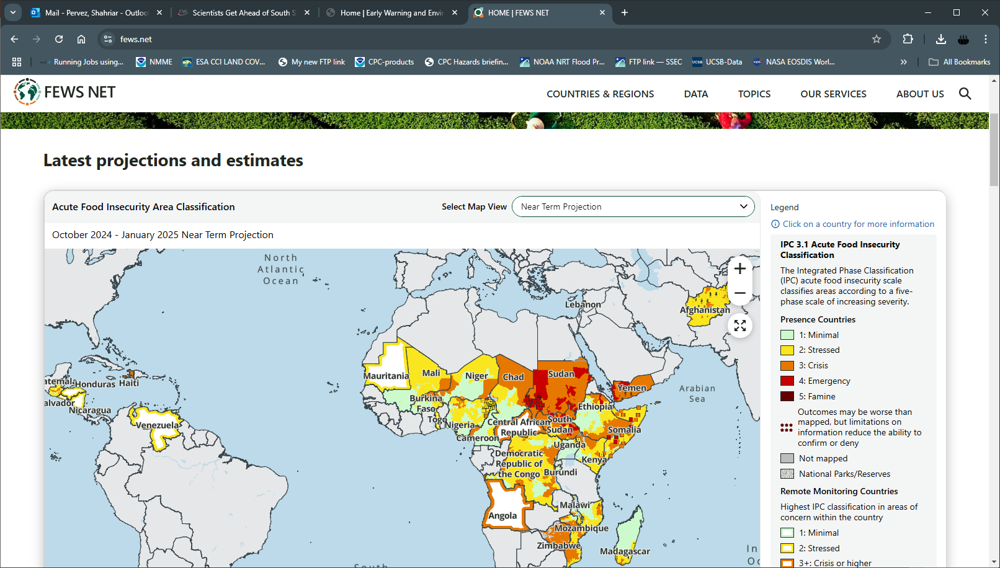 Mail - Pervez, Shahriar - Outloo
Scientists Get Ahead of South S
Home | Early Warning and Envir
HOME | FEWS NET
fews.net
Running Jobs using...
NMME
ESA CCI LAND COV...
My new FTP link
CPC-products
CPC Hazards briefin...
NOAA NRT Flood Pr...
FTP link — SSEC
UCSB
UCSB-Data
NASA EOSDIS Worl...
All Bookmarks
FEWS NET
COUNTRIES & REGIONS
DATA
TOPICS
OUR SERVICES
ABOUT US
Latest projections and estimates
Acute Food Insecurity Area Classification
Select Map View
Near Term Projection
October 2024 - January 2025 Near Term Projection
North
Atlantic
Ocean
Lebanon
Afghanistan
Mauritania
Mali
Niger
Chad
Sudan
Yemen
Arabian
Sea
atemala
Honduras
Haiti
alvador
Nicaragua
Venezuela
Burkina
Faso
Togo
Nigeria
Cameroon
Central African
Republic
South
Sudan
Ethiopia
Somalia
Uganda
Kenya
Democratic
Republic of
the Congo
Burundi
Angola
Malawi
Mozambique
Zimbabwe
Madagascar
In
Oc
South
Legend
Click on a country for more information
IPC 3.1 Acute Food Insecurity
Classification
The Integrated Phase Classification
(IPC) acute food insecurity scale
classifies areas according to a five-
phase scale of increasing severity.
Presence Countries
1: Minimal
2: Stressed
3: Crisis
4: Emergency
5: Famine
Outcomes may be worse than
mapped, but limitations on
information reduce the ability to
confirm or deny
Not mapped
National Parks/Reserves
Remote Monitoring Countries
Highest IPC classification in areas of
concern within the country
1: Minimal
2: Stressed
3+: Crisis or higher